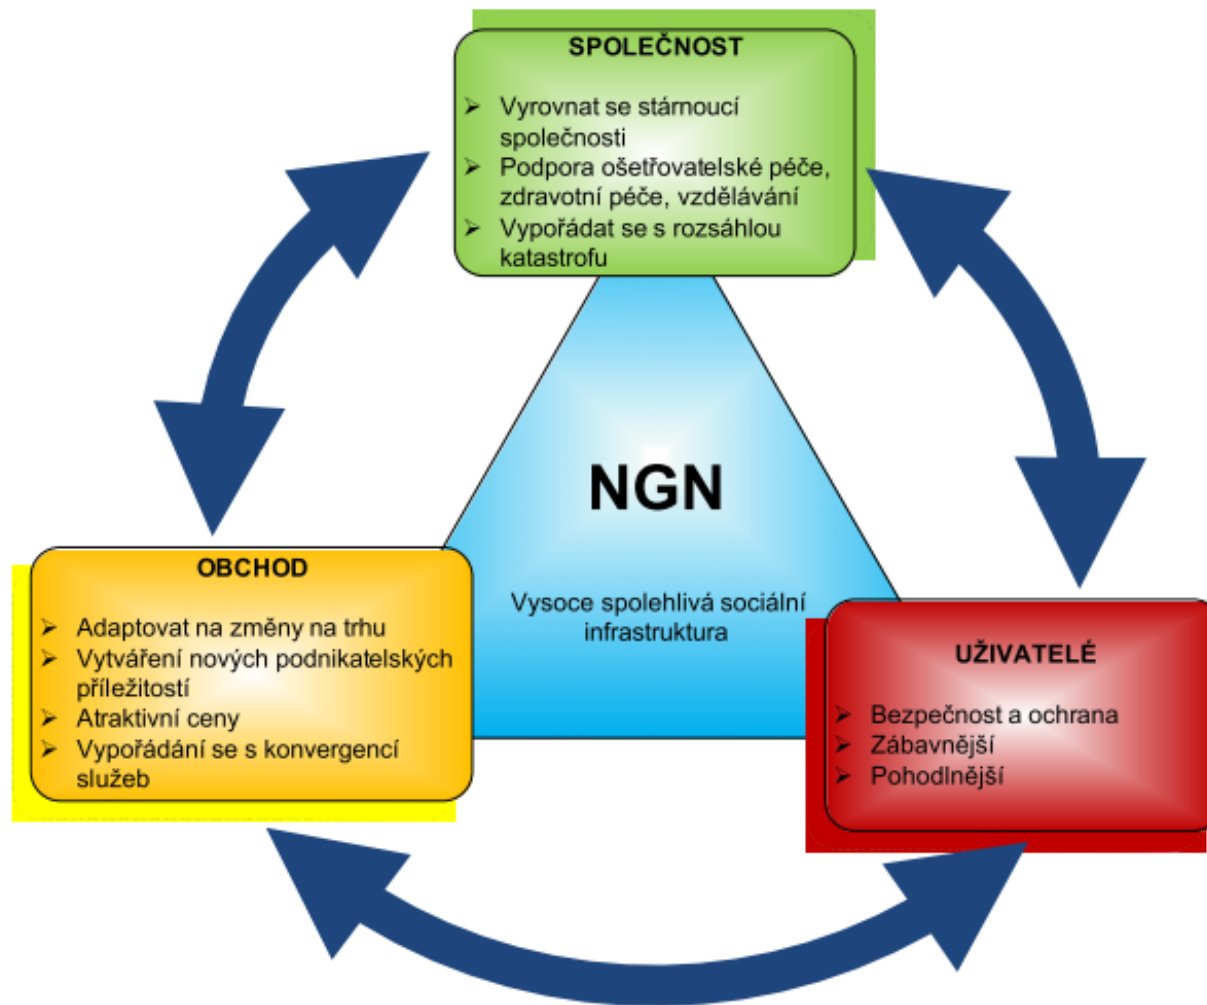 SPOLEČNOST
➢ Vyrovnat se stárnoucí
společnosti
➢ Podpora ošetřovatelské péče,
zdravotní péče, vzdělávání
➢ Vypořádat se s rozsáhlou
katastrofu
NGN
Vysoce spolehlivá sociální
infrastruktura
OBCHOD
➢ Adaptovat na změny na trhu
➢ Vytváření nových podnikatelských
příležitostí
➢ Atraktivní ceny
➢ Vypořádání se s konvergencí
služeb
UŽIVATELÉ
➢ Bezpečnost a ochrana
➢ Zábavnější
➢ Pohodlnější